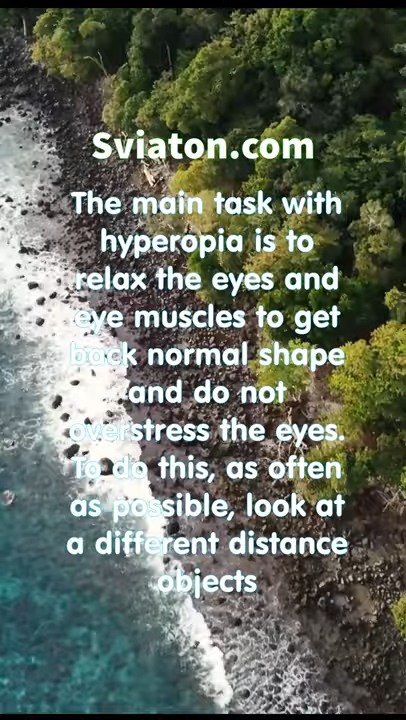 Sviaton.com
The main task with
hyperopia is to
relax the eyes and
eye muscles to get
back normal shape
and do not
overstress the eyes.
To do this, as often
as possible, look at
a different distance
objects